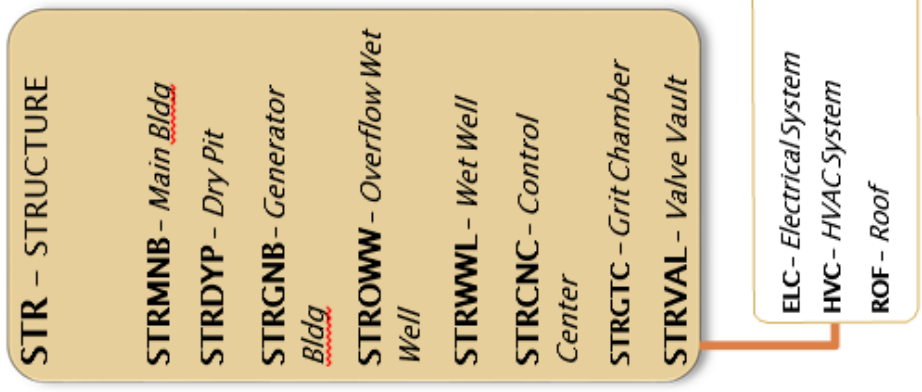 STR – STRUCTURE
STRMNB – Main Bldg
STRDYP – Dry Pit
STRGNB – Generator
Bldg
STROWW – Overflow Wet
Well
STRWWL – Wet Well
STRCNC – Control
Center
STRGTC – Grit Chamber
STRVAL – Valve Vault
ELC – Electrical System
HVC – HVAC System
ROF – Roof